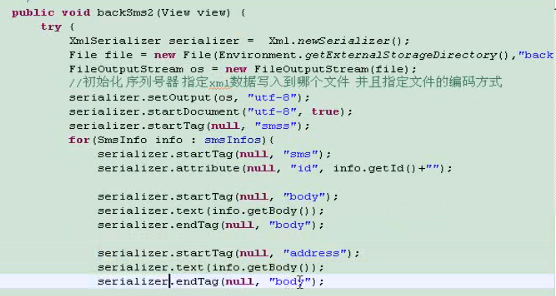 public void backSms2(View view) {
try {
XmlSerializer serializer = Xml.newSerializer();
File file = new File(Environment.getExternalStorageDirectory(),"back
FileOutputStream os = new FileOutputStream(file);
//初始化 序列号器 指定xml数据写入到哪个文件 并且指定文件的编码方式
serializer.setOutput(os, "utf-8");
serializer.startDocument("utf-8", true);
serializer.startTag(null, "smss");
for(SmsInfo info : smsInfos){
serializer.startTag(null, "sms");
serializer.attribute(null, "id", info.getId()+"");
serializer.startTag(null, "body");
serializer.text(info.getBody());
serializer.endTag(null, "body");
serializer.startTag(null, "address");
serializer.text(info.getBody());
serializer.endTag(null, "body");